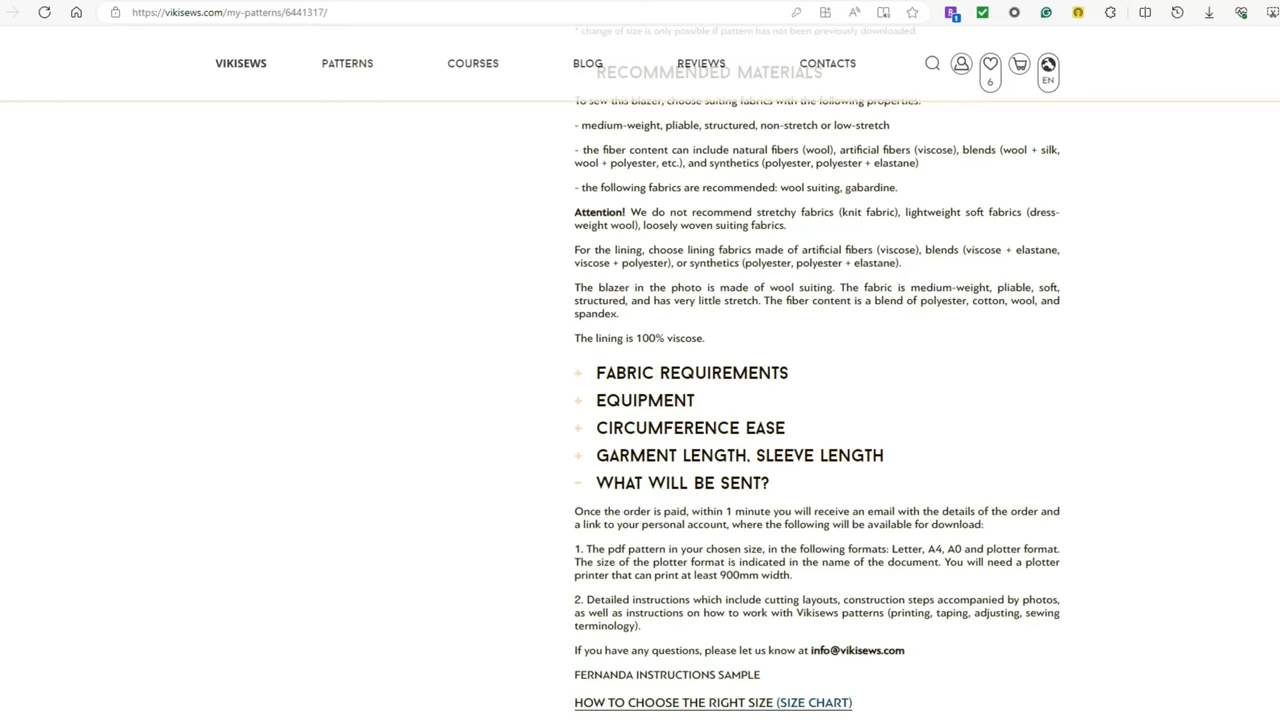 https://vikisews.com/my-patterns/6441317/
* change of size is only possible if pattern has not been previously downloaded.
VIKISEWS PATTERNS COURSES BLOG REVIEWS CONTACTS
6
EN
RECOMMENDED MATERIALS
To sew this blazer, choose suiting fabrics with the following properties:
- medium-weight, pliable, structured, non-stretch or low-stretch
- the fiber content can include natural fibers (wool), artificial fibers (viscose), blends (wool + silk,
wool + polyester, etc.), and synthetics (polyester, polyester + elastane)
- the following fabrics are recommended: wool suiting, gabardine.
Attention! We do not recommend stretchy fabrics (knit fabric), lightweight soft fabrics (dress-
weight wool), loosely woven suiting fabrics.
For the lining, choose lining fabrics made of artificial fibers (viscose), blends (viscose + elastane,
viscose + polyester), or synthetics (polyester, polyester + elastane).
The blazer in the photo is made of wool suiting. The fabric is medium-weight, pliable, soft,
structured, and has very little stretch. The fiber content is a blend of polyester, cotton, wool, and
spandex.
The lining is 100% viscose.
+ FABRIC REQUIREMENTS
+ EQUIPMENT
+ CIRCUMFERENCE EASE
+ GARMENT LENGTH, SLEEVE LENGTH
- WHAT WILL BE SENT?
Once the order is paid, within 1 minute you will receive an email with the details of the order and
a link to your personal account, where the following will be available for download:
1. The pdf pattern in your chosen size, in the following formats: Letter, A4, A0 and plotter format.
The size of the plotter format is indicated in the name of the document. You will need a plotter
printer that can print at least 900mm width.
2. Detailed instructions which include cutting layouts, construction steps accompanied by photos,
as well as instructions on how to work with Vikisews patterns (printing, taping, adjusting, sewing
terminology).
If you have any questions, please let us know at info@vikisews.com
FERNANDA INSTRUCTIONS SAMPLE
HOW TO CHOOSE THE RIGHT SIZE (SIZE CHART)